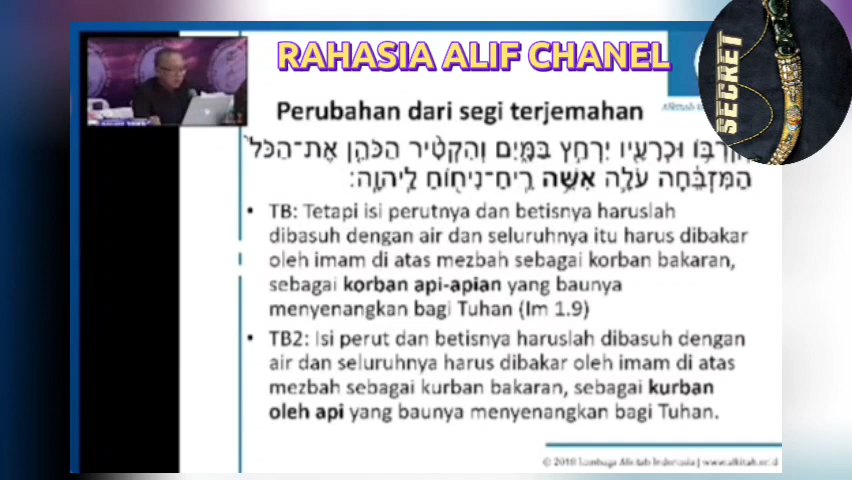 RAHASIA ALIF CHANEL
SECRET
Perubahan dari segi terjemahan
וּכְרָעָ֖יו יִרְחַ֣ץ בַּמָּ֑יִם וְהִקְטִ֨יר הַכֹּהֵ֤ן אֶת־הַכֹּל֙
הַמִּזְבֵּ֔חָה עֹלָ֛ה אִשֵּׁ֥ה רֵֽיחַ־נִיח֖וֹחַ לַֽיהוָֽה׃
• TB: Tetapi isi perutnya dan betisnya haruslah
dibasuh dengan air dan seluruhnya itu harus dibakar
oleh imam di atas mezbah sebagai korban bakaran,
sebagai korban api-apian yang baunya
menyenangkan bagi Tuhan (Im 1.9)
• TB2: Isi perut dan betisnya haruslah dibasuh dengan
air dan seluruhnya harus dibakar oleh imam di atas
mezbah sebagai kurban bakaran, sebagai kurban
oleh api yang baunya menyenangkan bagi Tuhan.
© 2010 Lembaga Alkitab Indonesia | www.alkitab.or.id